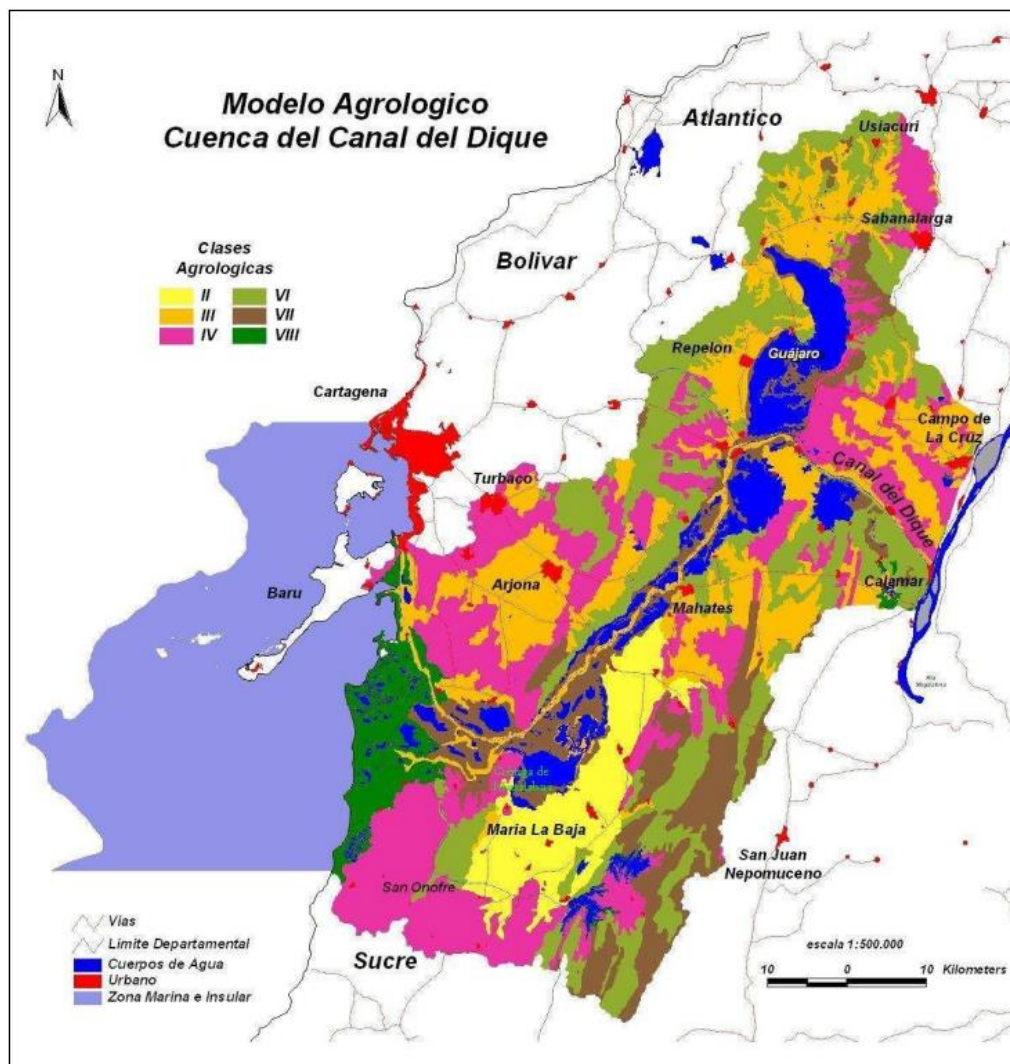 N
Modelo Agrologico
Cuenca del Canal del Dique
Atlantico
Usiacuri
Sabanalarga
Bolivar
Clases
Agrologicas
II VI
III VII
IV VIII
Repelon
Guájaro
Cartagena
Campo de
La Cruz
Canal del Dique
Turbaco
Arjona
Calamar
Baru
Mahates
Maria La Baja
San Juan
Nepomuceno
San Onofre
Sucre
Vias
Limite Departamental
Cuerpos de Agua
Urbano
Zona Marina e Insular
escala 1:500.000
10 0 10 Kilometers